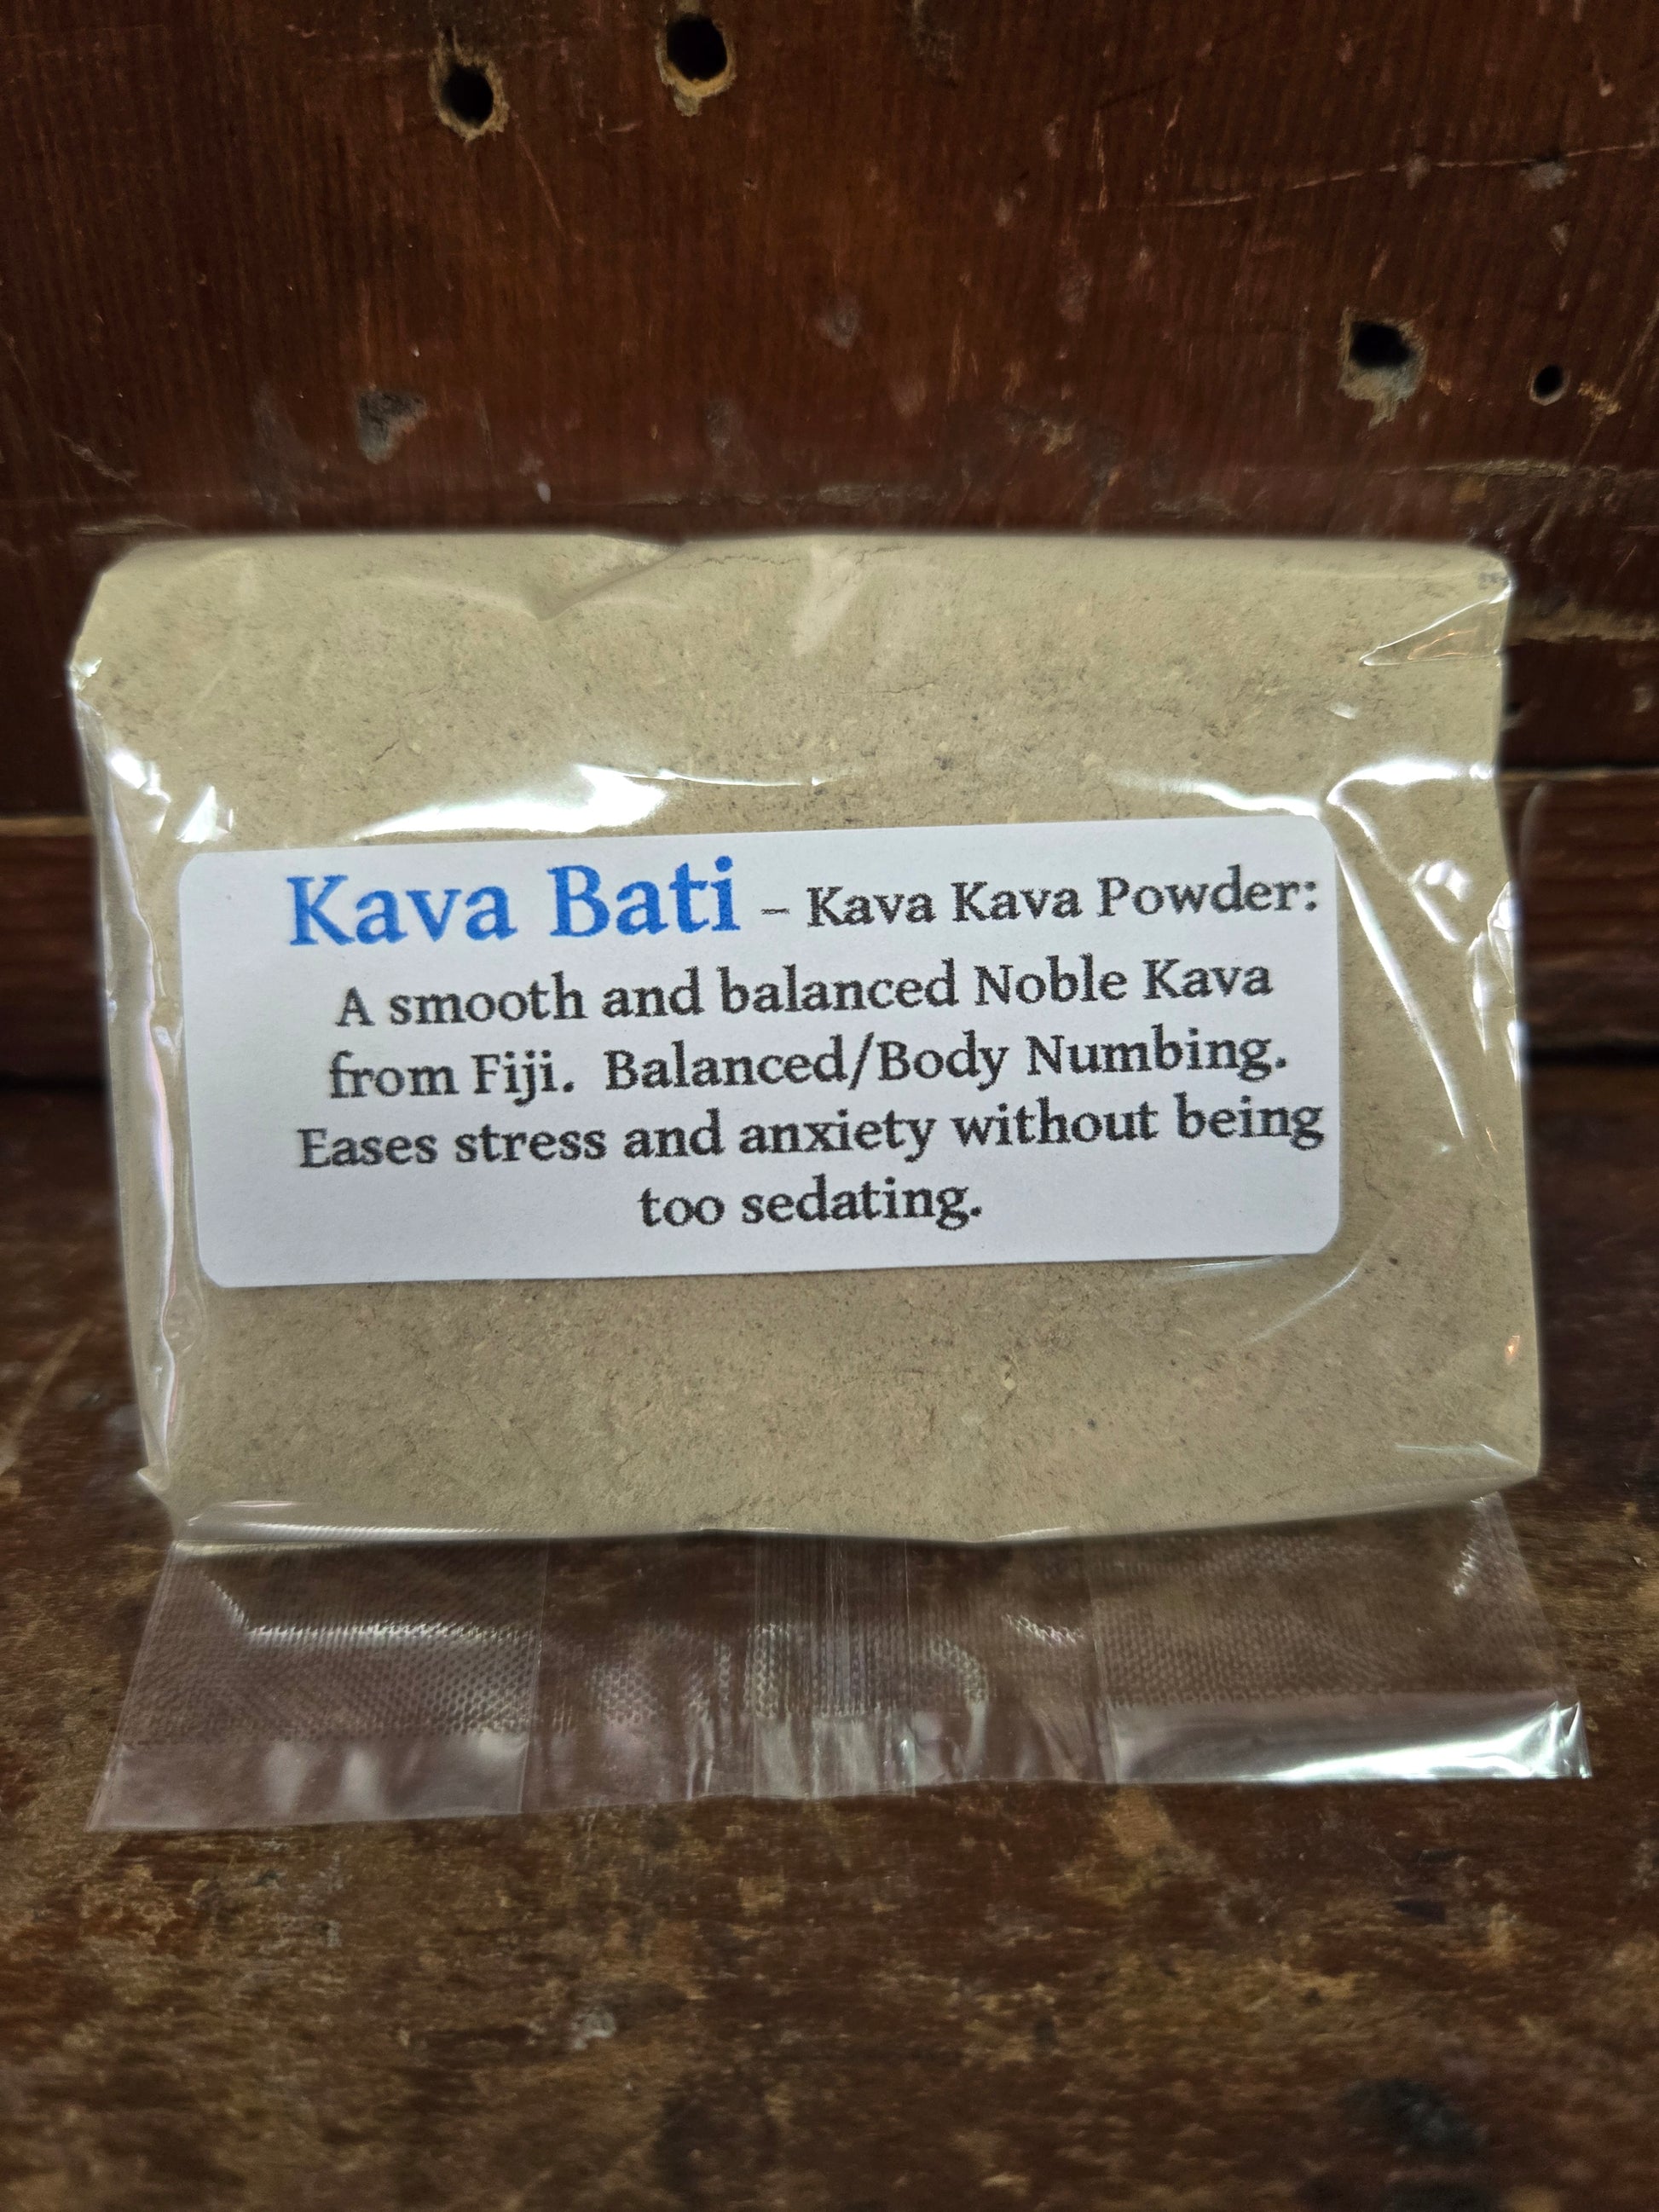 Kava Bati – Kava Kava Powder:
A smooth and balanced Noble Kava
from Fiji.  Balanced/Body Numbing.
Eases stress and anxiety without being
too sedating.